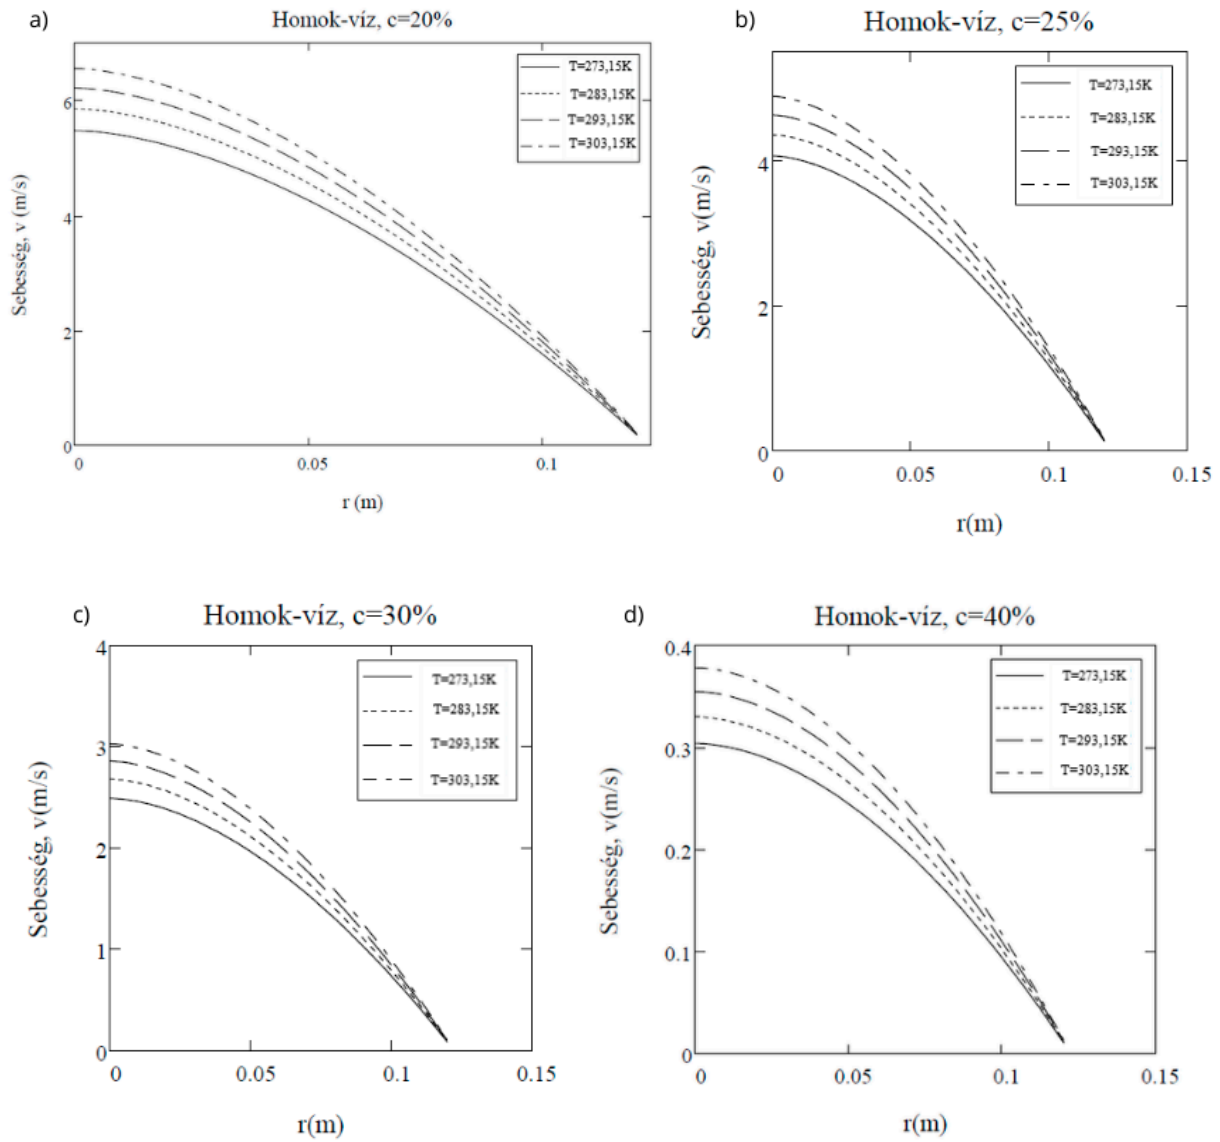 a)
Homok-víz, c=20%
T=273,15K
T=283,15K
T=293,15K
T=303,15K
6
4
2
0
Sebesség, v (m/s)
0
0.05
0.1
r (m)
b)
Homok-víz, c=25%
T=273,15K
T=283,15K
T=293,15K
T=303,15K
4
2
0
Sebesség, v(m/s)
0
0.05
0.1
0.15
r(m)
c)
Homok-víz, c=30%
T=273,15K
T=283,15K
T=293,15K
T=303,15K
4
3
2
1
0
Sebesség, v(m/s)
0
0.05
0.1
0.15
r(m)
d)
Homok-víz, c=40%
T=273,15K
T=283,15K
T=293,15K
T=303,15K
0.4
0.3
0.2
0.1
0
Sebesség, v(m/s)
0
0.05
0.1
0.15
r(m)